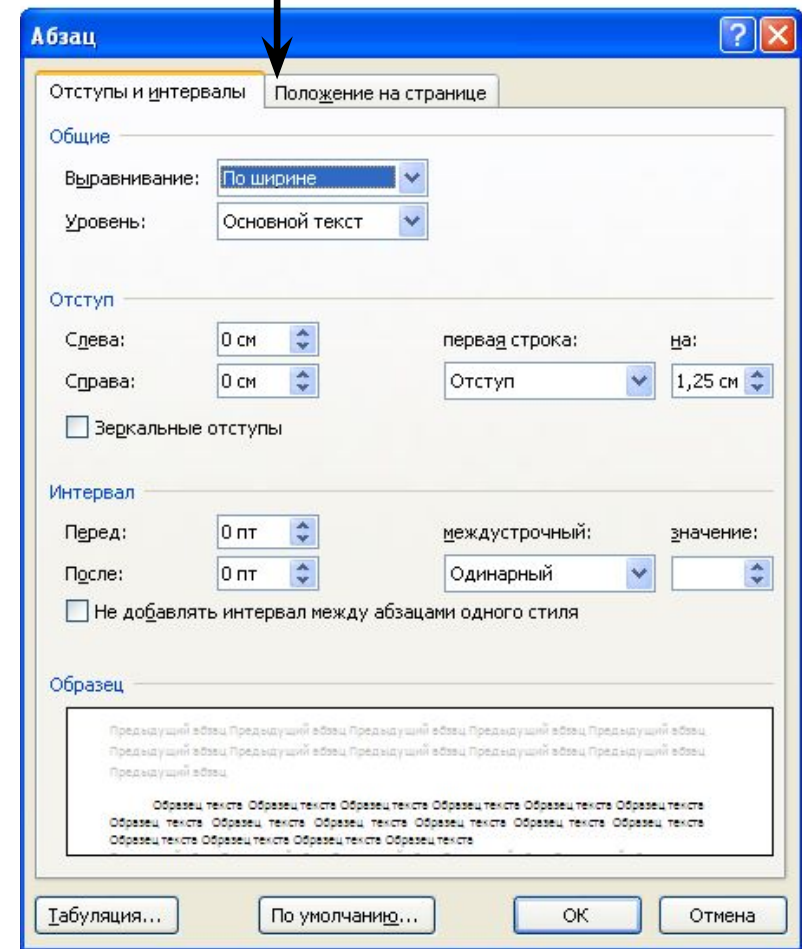 Абзац
Отступы и интервалы Положение на странице
Общие
Выравнивание: По ширине
Уровень: Основной текст
Отступ
Слева: 0 см первая строка: на:
Справа: 0 см Отступ 1,25 см
Зеркальные отступы
Интервал
Перед: 0 пт междустрочный: значение:
После: 0 пт Одинарный
Не добавлять интервал между абзацами одного стиля
Образец
Предыдущий абзац Предыдущий абзац Предыдущий абзац Предыдущий абзац Предыдущий абзац
Предыдущий абзац Предыдущий абзац Предыдущий абзац Предыдущий абзац Предыдущий абзац
Предыдущий абзац
Образец текста Образец текста Образец текста Образец текста Образец текста Образец текста
Образец текста Образец текста Образец текста Образец текста Образец текста Образец текста
Образец текста Образец текста Образец текста Образец текста
Табуляция... По умолчанию... ОК Отмена